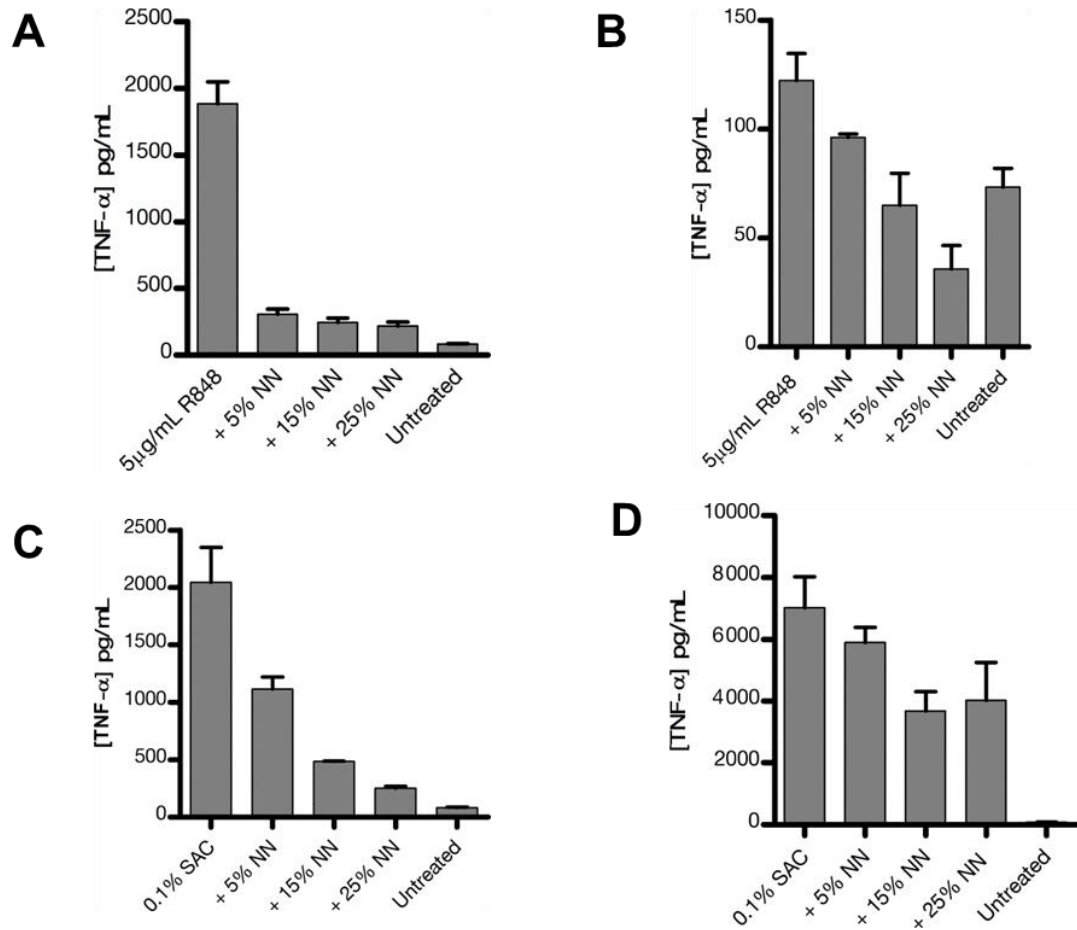 A
[TNF-α] pg/mL
2500
2000
1500
1000
500
0
5μg/mL R848
+ 5% NN
+ 15% NN
+ 25% NN
Untreated
B
[TNF-α] pg/mL
150
100
50
0
5μg/mL R848
+ 5% NN
+ 15% NN
+ 25% NN
Untreated
C
[TNF-α] pg/mL
2500
2000
1500
1000
500
0
0.1% SAC
+ 5% NN
+ 15% NN
+ 25% NN
Untreated
D
[TNF-α] pg/mL
10000
8000
6000
4000
2000
0
0.1% SAC
+ 5% NN
+ 15% NN
+ 25% NN
Untreated